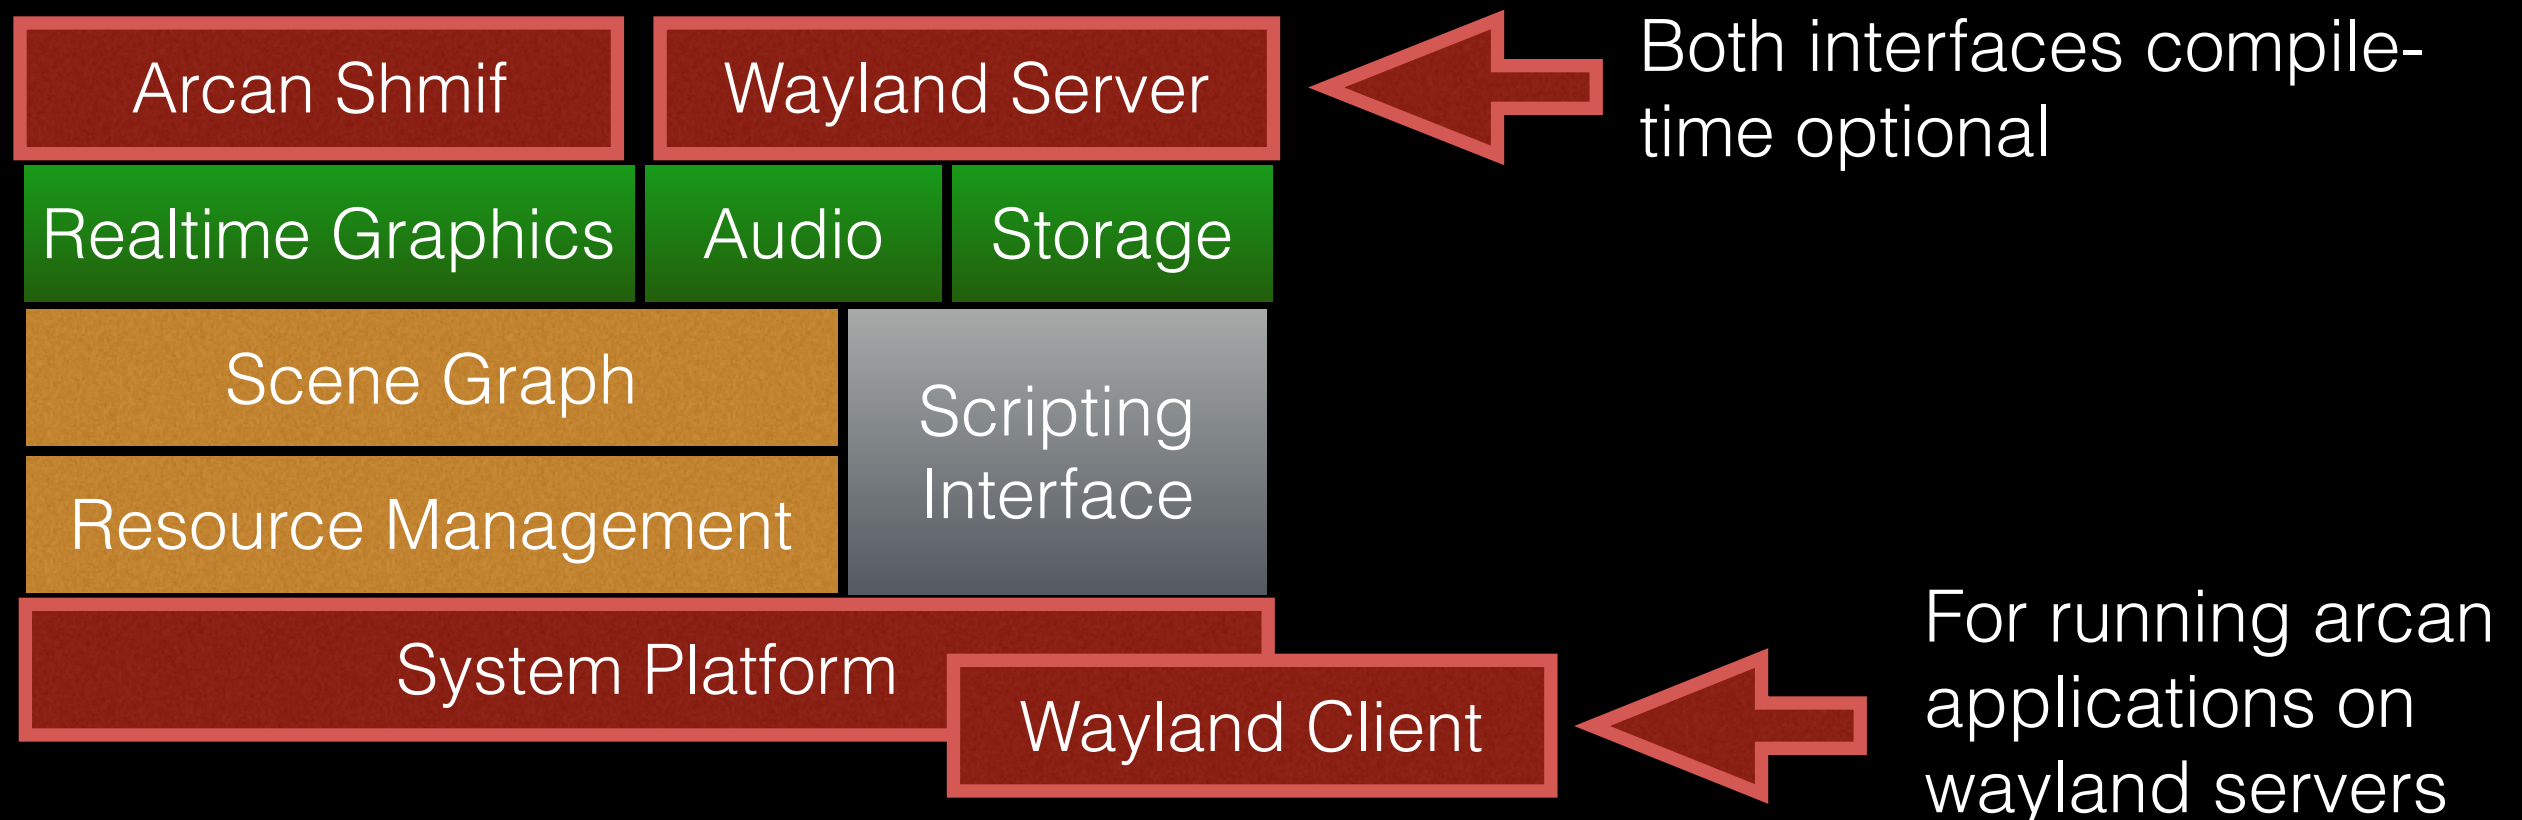 Arcan Shmif
Wayland Server
Both interfaces compile-
time optional
Realtime Graphics
Audio
Storage
Scene Graph
Scripting
Interface
Resource Management
System Platform
Wayland Client
For running arcan
applications on
wayland servers